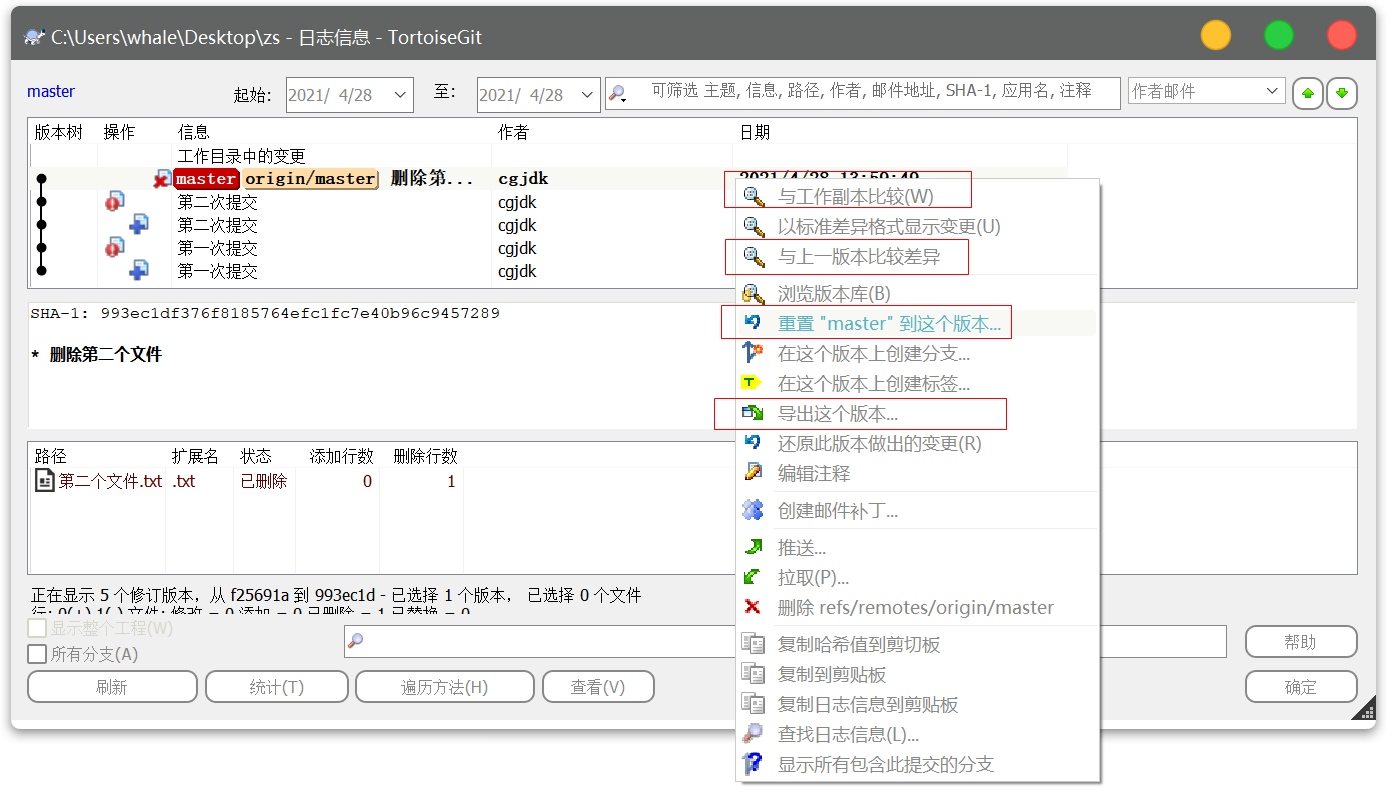 C:\Users\whale\Desktop\zs - 日志信息 - TortoiseGit
master 起始: 2021/ 4/28 至: 2021/ 4/28 可筛选 主题, 信息, 路径, 作者, 邮件地址, SHA-1, 应用名, 注释 作者邮件
版本树 操作 信息 作者 日期
工作目录中的变更
master origin/master 删除第... cgjdk 2021/4/28 13:59:49
第二次提交 cgjdk
第二次提交 cgjdk
第一次提交 cgjdk
第一次提交 cgjdk
SHA-1: 993ec1df376f8185764efc1fc7e40b96c9457289
* 删除第二个文件
路径 扩展名 状态 添加行数 删除行数
第二个文件.txt .txt 已删除 0 1
正在显示 5 个修订版本，从 f25691a 到 993ec1d - 已选择 1 个版本， 已选择 0 个文件
行: 0(+) 1(-) 文件: 修改 = 0 添加 = 0 已删除 = 1 已替换 = 0
显示整个工程(W)
所有分支(A)
帮助
刷新 统计(T) 遍历方法(H) 查看(V) 确定
与工作副本比较(W)
以标准差异格式显示变更(U)
与上一版本比较差异
浏览版本库(B)
重置 "master" 到这个版本...
在这个版本上创建分支...
在这个版本上创建标签...
导出这个版本...
还原此版本做出的变更(R)
编辑注释
创建邮件补丁...
推送...
拉取(P)...
删除 refs/remotes/origin/master
复制哈希值到剪切板
复制到剪贴板
复制日志信息到剪贴板
查找日志信息(L)...
显示所有包含此提交的分支